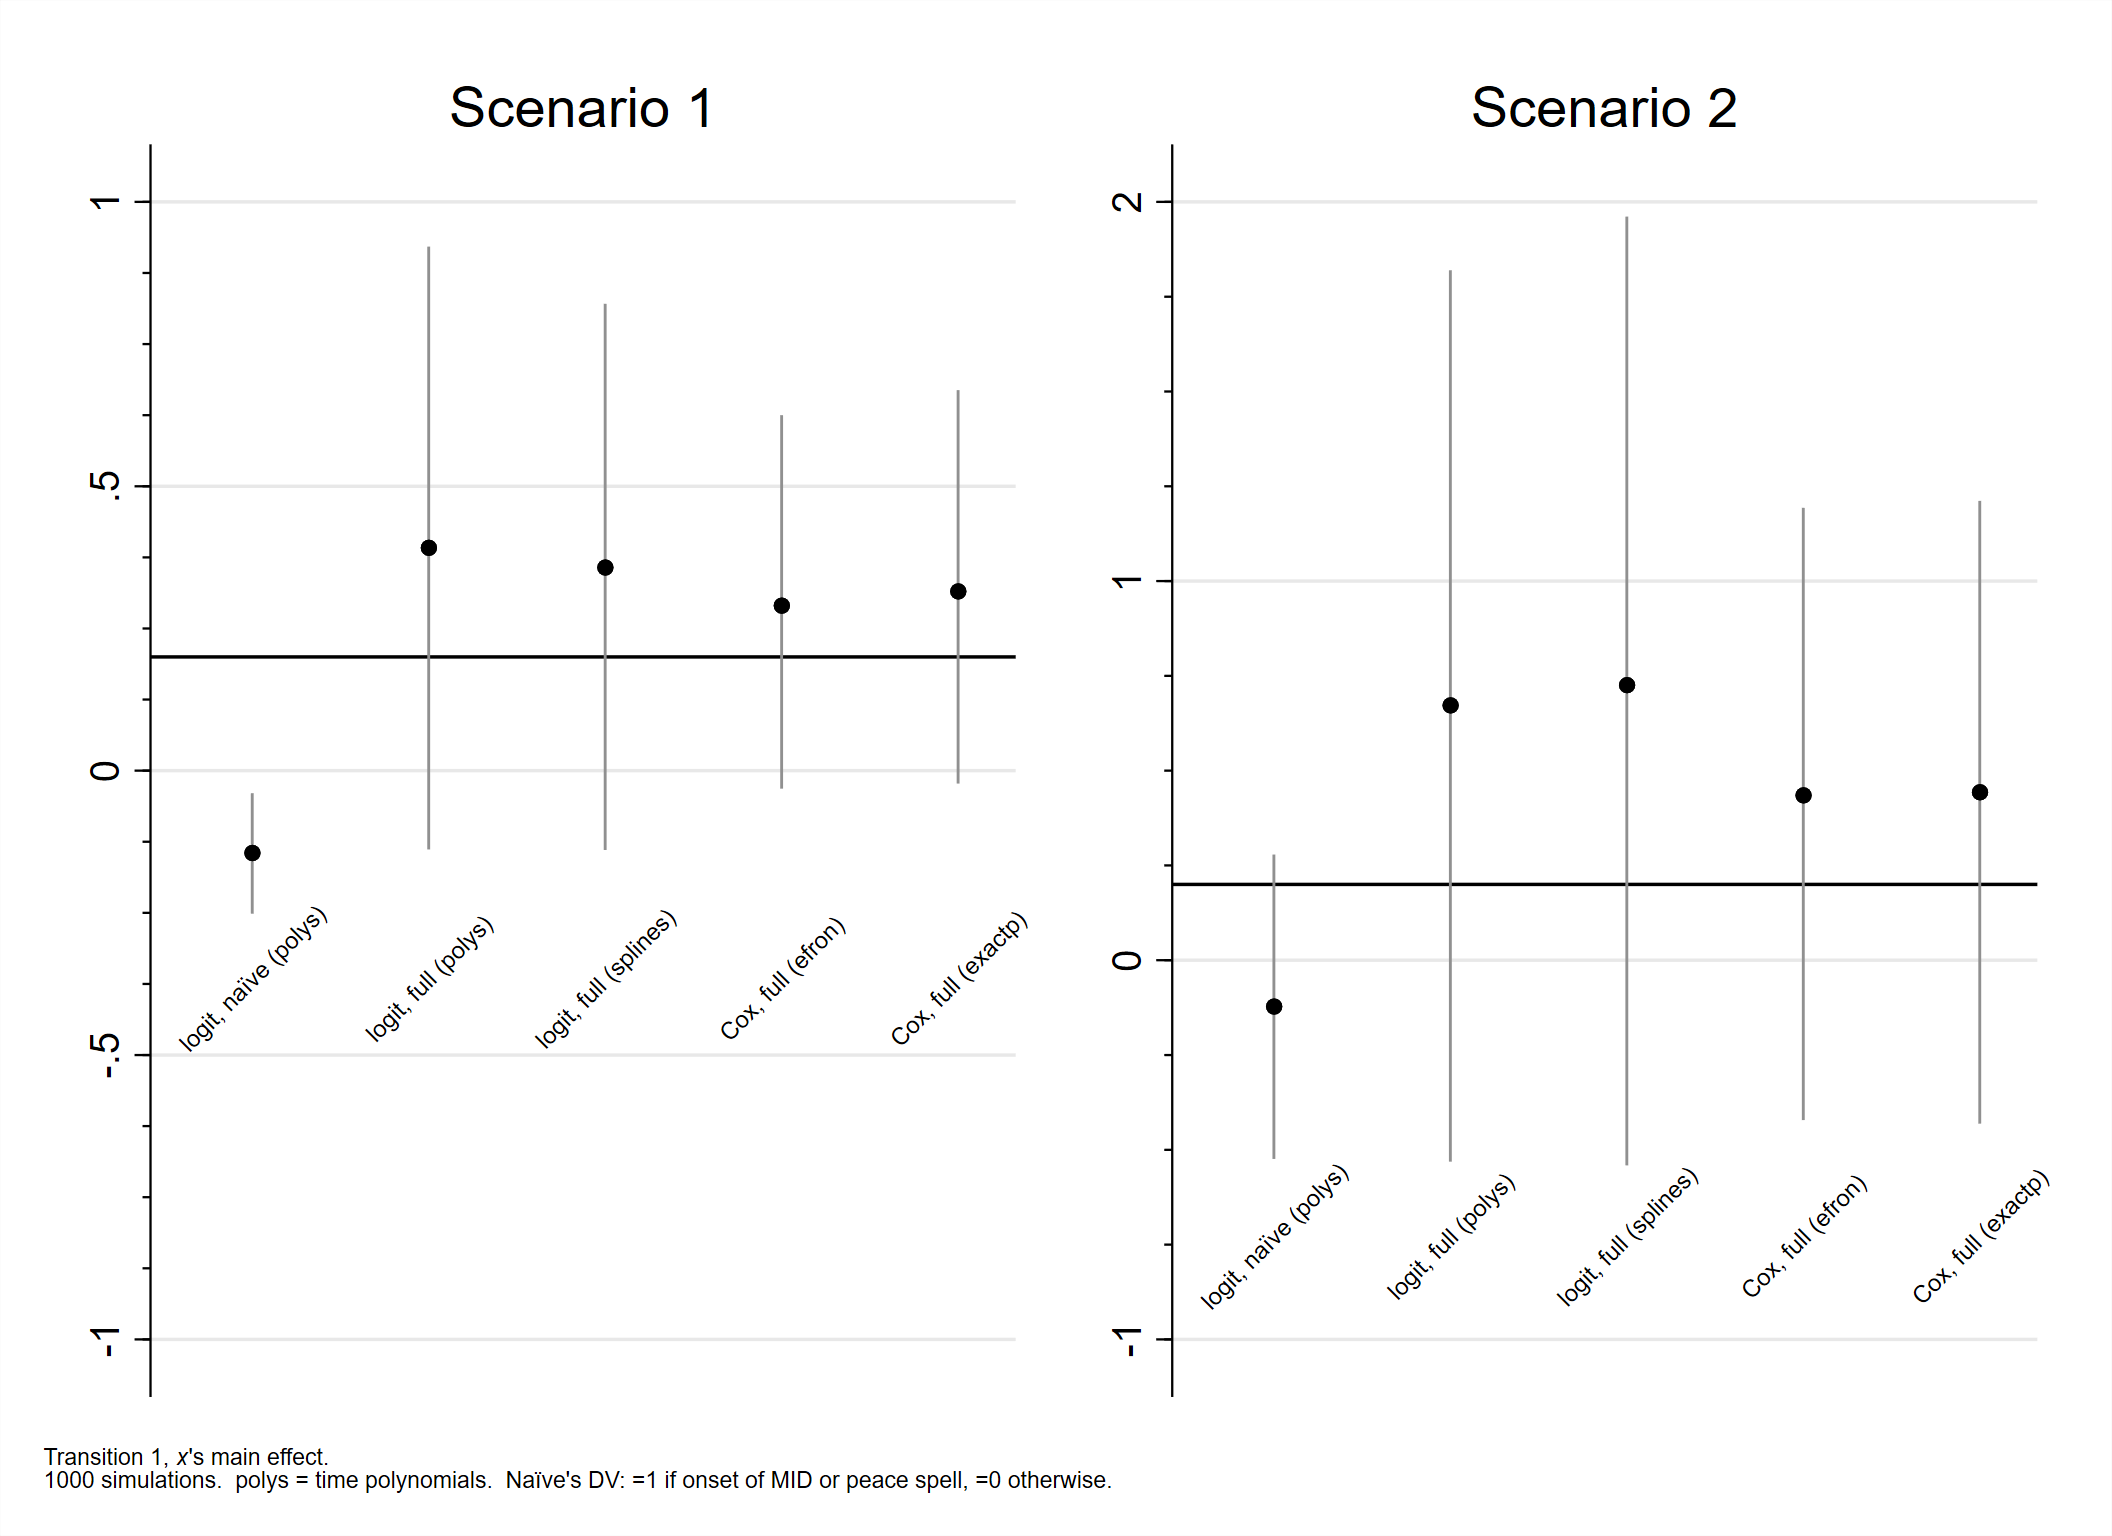 Scenario 1
1
.5
0
-.5
-1
logit, naïve (polys)
logit, full (polys)
logit, full (splines)
Cox, full (efron)
Cox, full (exactp)
Scenario 2
2
1
0
-1
logit, naïve (polys)
logit, full (polys)
logit, full (splines)
Cox, full (efron)
Cox, full (exactp)
Transition 1, x's main effect.
1000 simulations.  polys = time polynomials.  Naïve's DV: =1 if onset of MID or peace spell, =0 otherwise.